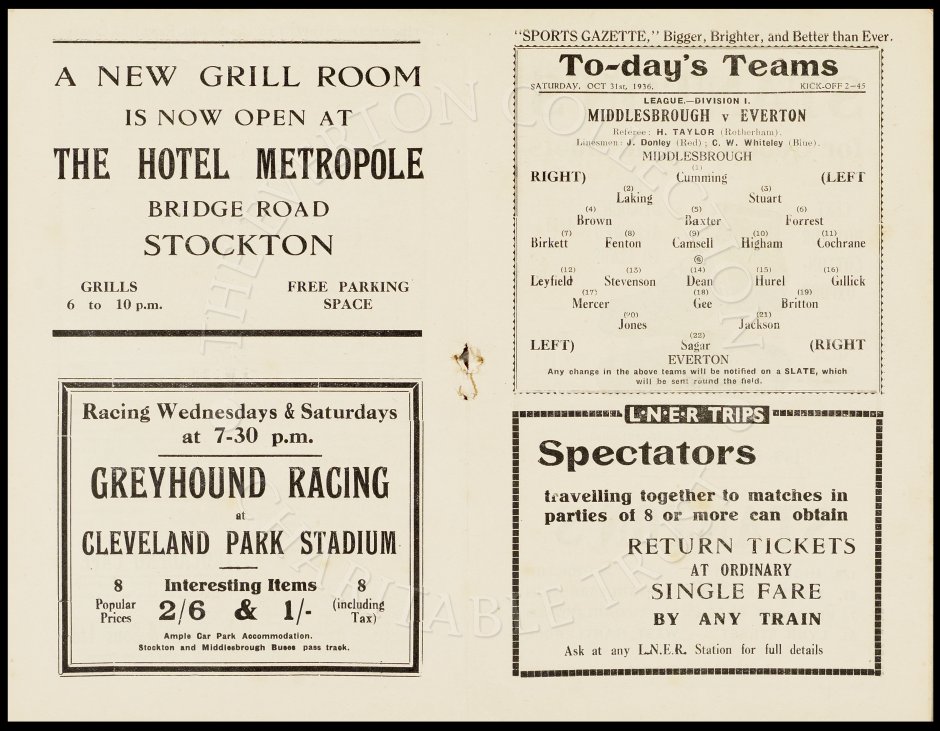 A NEW GRILL ROOM
IS NOW OPEN AT
THE HOTEL METROPOLE
BRIDGE ROAD
STOCKTON
GRILLS
6 to 10 p.m.
FREE PARKING
SPACE
Racing Wednesdays & Saturdays
at 7-30 p.m.
GREYHOUND RACING
at
CLEVELAND PARK STADIUM
8 Interesting Items 8
Popular Prices 2/6 & 1/- (including Tax)
Ample Car Park Accommodation.
Stockton and Middlesbrough Buses pass track.
"SPORTS GAZETTE," Bigger, Brighter, and Better than Ever.
To-day's Teams
SATURDAY, OCT 31st, 1936. KICK-OFF 2-45
LEAGUE.—DIVISION I.
MIDDLESBROUGH v EVERTON
Referee: H. TAYLOR (Rotherham).
Linesmen: J. Donley (Red); C. W. Whiteley (Blue).
MIDDLESBROUGH
(1)
RIGHT) Cumming (LEFT
(2) (3)
Laking Stuart
(4) (5) (6)
Brown Baxter Forrest
(7) (8) (9) (10) (11)
Birkett Fenton Camsell Higham Cochrane
(12) (13) (14) (15) (16)
Leyfield Stevenson Dean Hurel Gillick
(17) (18) (19)
Mercer Gee Britton
(20) (21)
Jones Jackson
(22)
LEFT) Sagar (RIGHT
EVERTON
Any change in the above teams will be notified on a SLATE, which
will be sent round the field.
L·N·E·R TRIPS
Spectators
travelling together to matches in
parties of 8 or more can obtain
RETURN TICKETS
AT ORDINARY
SINGLE FARE
BY ANY TRAIN
Ask at any L.N.E.R. Station for full details
THE EVERTON COLLECTION
CHARITABLE TRUST